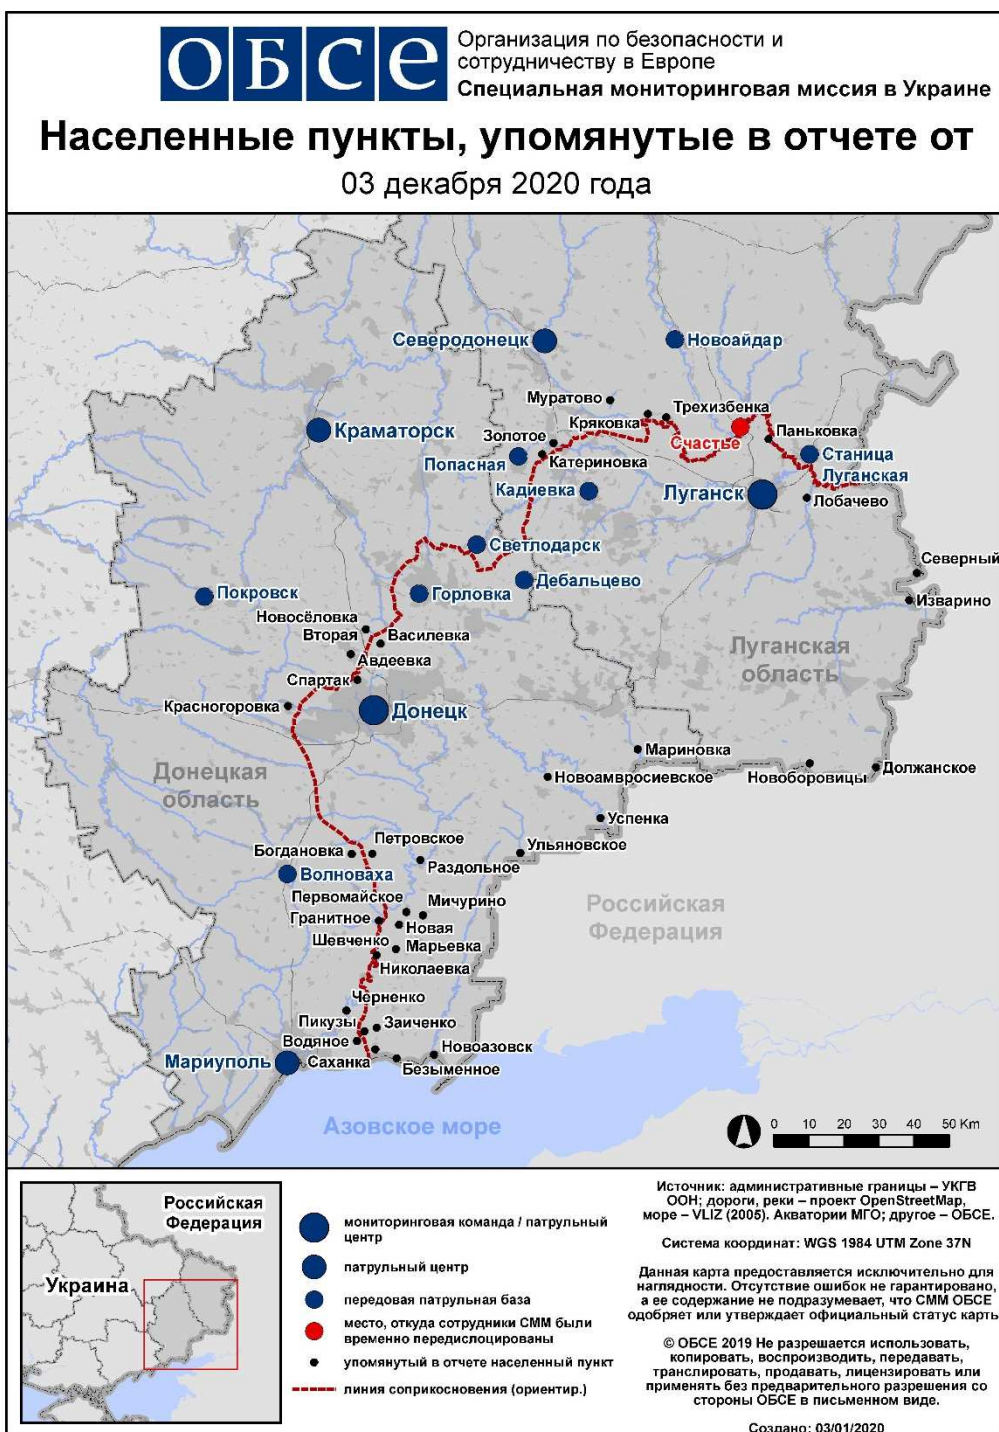 ОБСЕ
Организация по безопасности и
сотрудничеству в Европе
Специальная мониторинговая миссия в Украине
Населенные пункты, упомянутые в отчете от
03 декабря 2020 года
Северодонецк
Новоайдар
Муратово
Трехизбенка
Кряковка
Краматорск
Золотое
Счастье
Паньковка
Попасная
Катериновка
Станица
Луганская
Кадиевка
Луганск
Лобачево
Светлодарск
Северный
Дебальцево
Покровск
Горловка
Изварино
Новосёловка
Вторая
Василевка
Авдеевка
Луганская
область
Спартак
Красногоровка
Донецк
Мариновка
Донецкая
область
Новоамвросиевское
Новоборовицы
Должанское
Успенка
Петровское
Богдановка
Ульяновское
Раздольное
Волноваха
Первомайское
Мичурино
Гранитное
Новая
Российская
Федерация
Шевченко
Марьевка
Николаевка
Черненко
Пикузы
Заиченко
Водяное
Новоазовск
Мариуполь
Саханка
Безыменное
Азовское море
0 10 20 30 40 50 Km
Российская
Федерация
Украина
мониторинговая команда / патрульный
центр
патрульный центр
передовая патрульная база
место, откуда сотрудники СММ были
временно передислоцированы
упомянутый в отчете населенный пункт
линия соприкосновения (ориентир.)
Источник: административные границы – УКГВ
ООН; дороги, реки – проект OpenStreetMap,
море – VLIZ (2005). Акватории МГО; другое – ОБСЕ.
Система координат: WGS 1984 UTM Zone 37N
Данная карта предоставляется исключительно для
наглядности. Отсутствие ошибок не гарантировано,
а ее содержание не подразумевает, что СММ ОБСЕ
одобряет или утверждает официальный статус карты
© ОБСЕ 2019 Не разрешается использовать,
копировать, воспроизводить, передавать,
транслировать, продавать, лицензировать или
применять без предварительного разрешения со
стороны ОБСЕ в письменном виде.
Создано: 03/01/2020